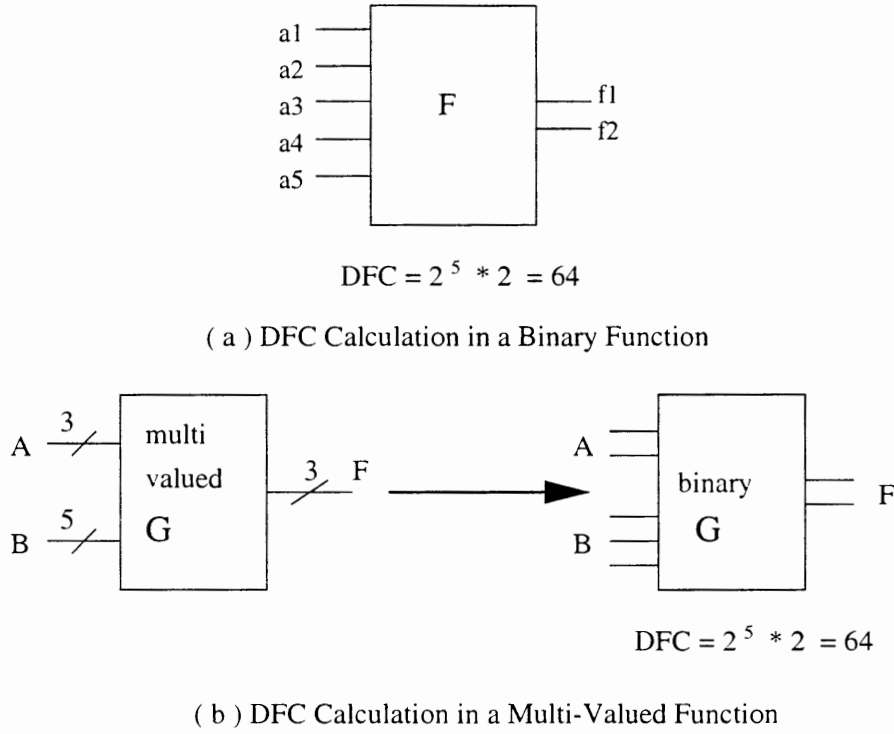 a1
a2
a3
a4
a5
F
f1
f2
DFC = 2^5 * 2 = 64
( a ) DFC Calculation in a Binary Function
A
3
B
5
multi
valued
G
3
F
A
B
binary
G
F
DFC = 2^5 * 2 = 64
( b ) DFC Calculation in a Multi-Valued Function